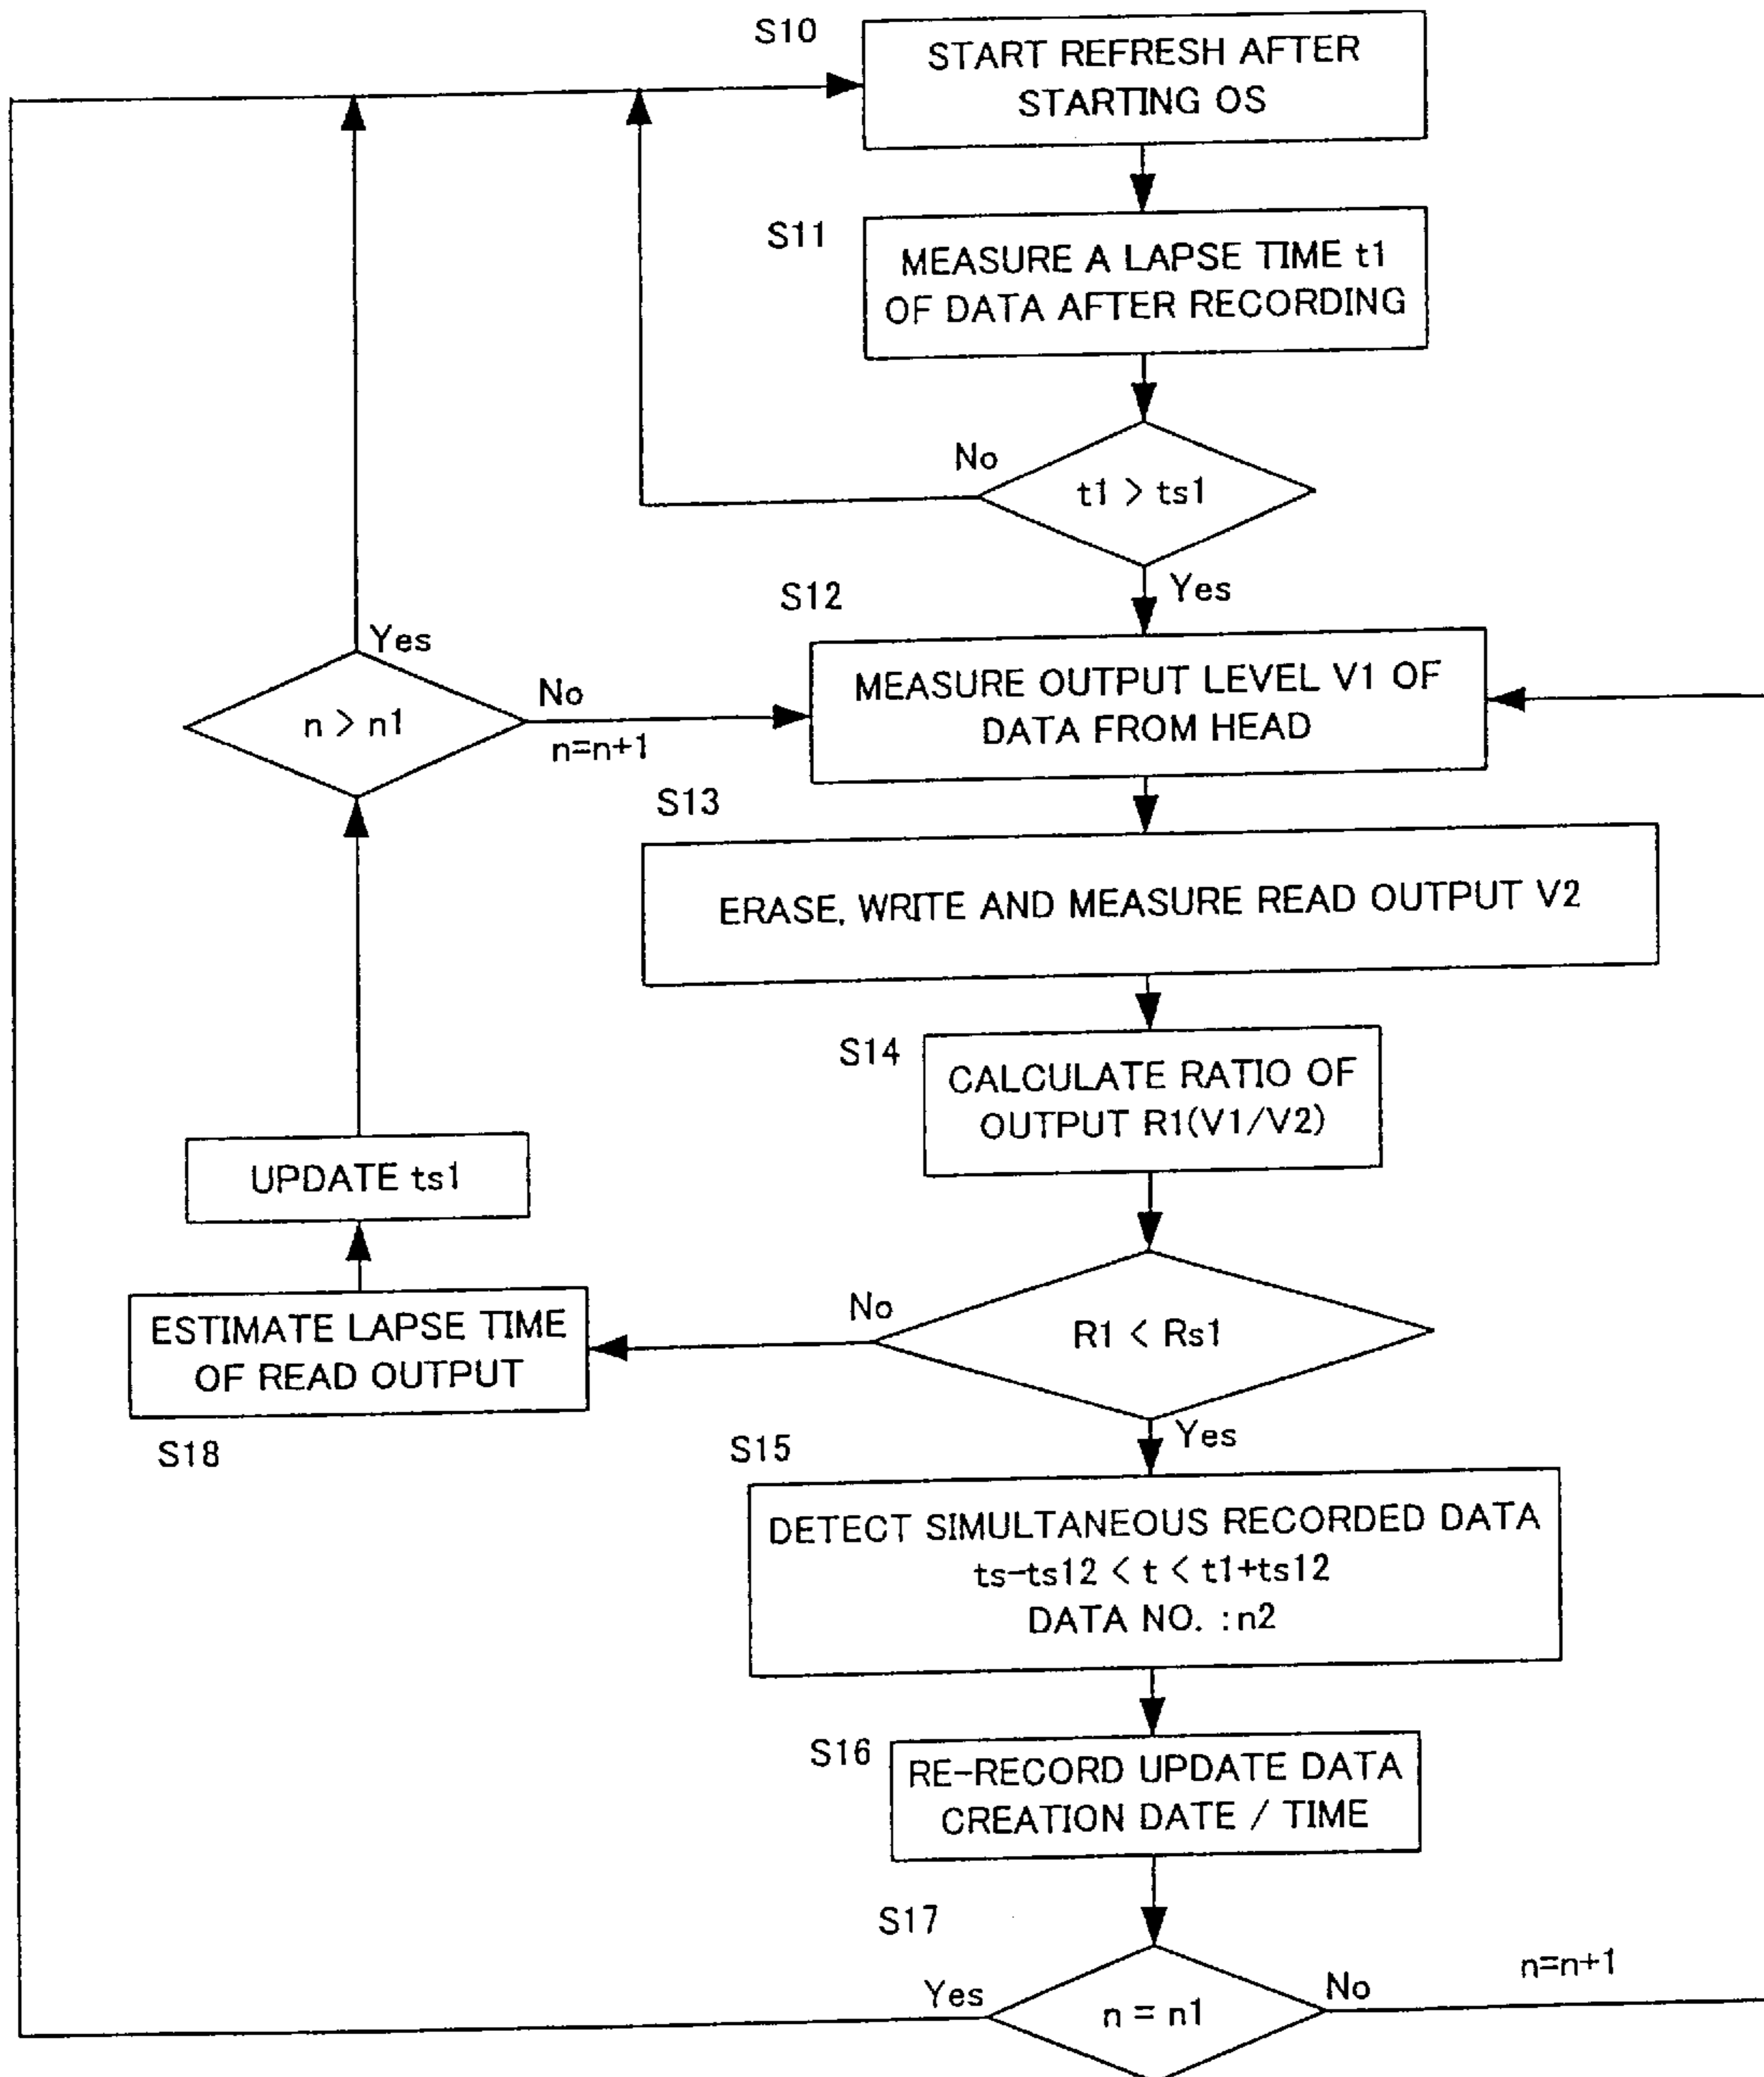 S10
START REFRESH AFTER
STARTING OS
S11
MEASURE A LAPSE TIME t1
OF DATA AFTER RECORDING
No
t1 > ts1
Yes
S12
MEASURE OUTPUT LEVEL V1 OF
DATA FROM HEAD
Yes
n > n1
No
n=n+1
S13
ERASE, WRITE AND MEASURE READ OUTPUT V2
S14
CALCULATE RATIO OF
OUTPUT R1(V1/V2)
UPDATE ts1
ESTIMATE LAPSE TIME
OF READ OUTPUT
S18
No
R1 < Rs1
Yes
S15
DETECT SIMULTANEOUS RECORDED DATA
ts-ts12 < t < t1+ts12
DATA NO. :n2
S16
RE-RECORD UPDATE DATA
CREATION DATE / TIME
S17
Yes
n = n1
No
n=n+1